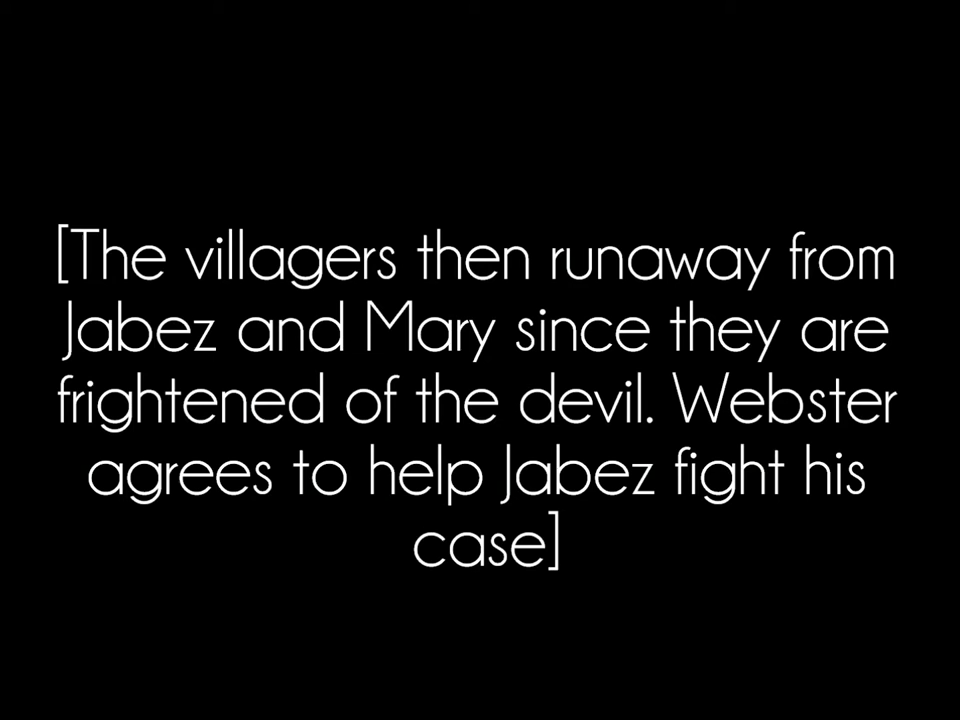 [The villagers then runaway from
Jabez and Mary since they are
frightened of the devil. Webster
agrees to help Jabez fight his
case]